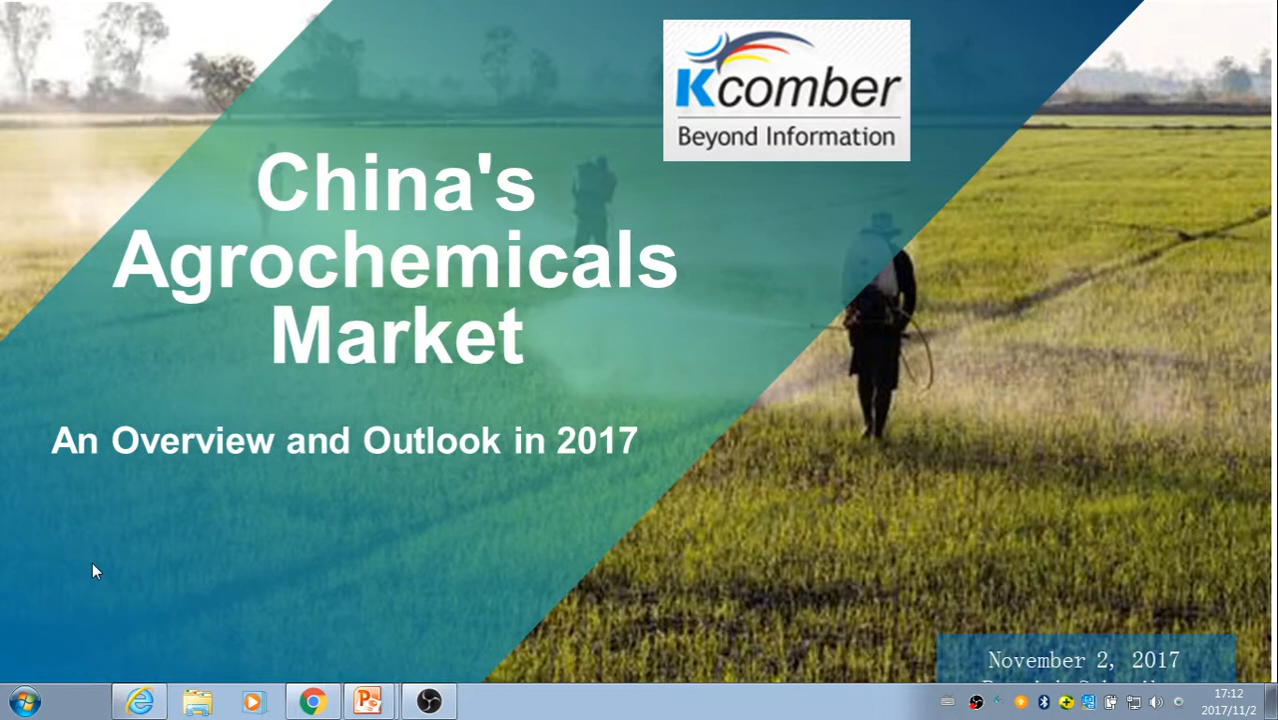 Kcomber
Beyond Information
China's
Agrochemicals
Market
An Overview and Outlook in 2017
November 2, 2017
17:12
2017/11/2